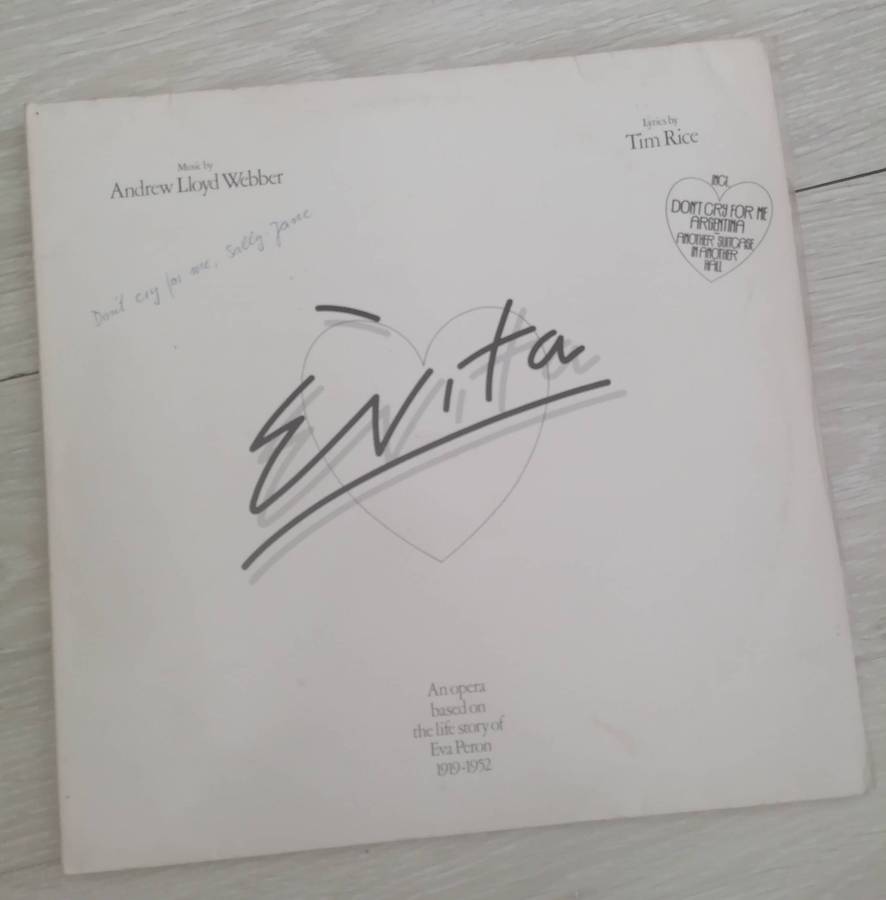 Music by
Andrew Lloyd Webber
Lyrics by
Tim Rice
INCL.
DON'T CRY FOR ME
ARGENTINA
ANOTHER SUITCASE
IN ANOTHER
HALL
Don't cry for me, Sally Jane
Evita
An opera
based on
the life story of
Eva Peron
1919-1952